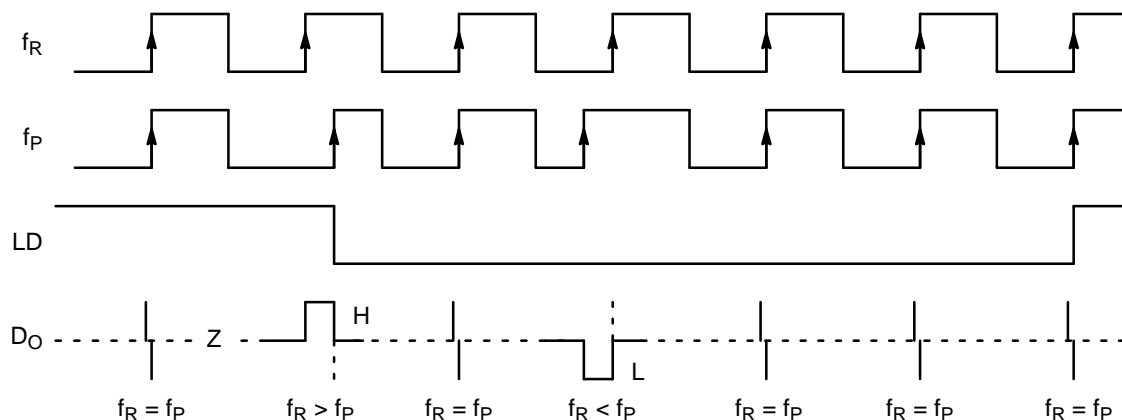 fR
fP
LD
DO
Z
H
L
fR = fP
fR > fP
fR = fP
fR < fP
fR = fP
fR = fP
fR = fP